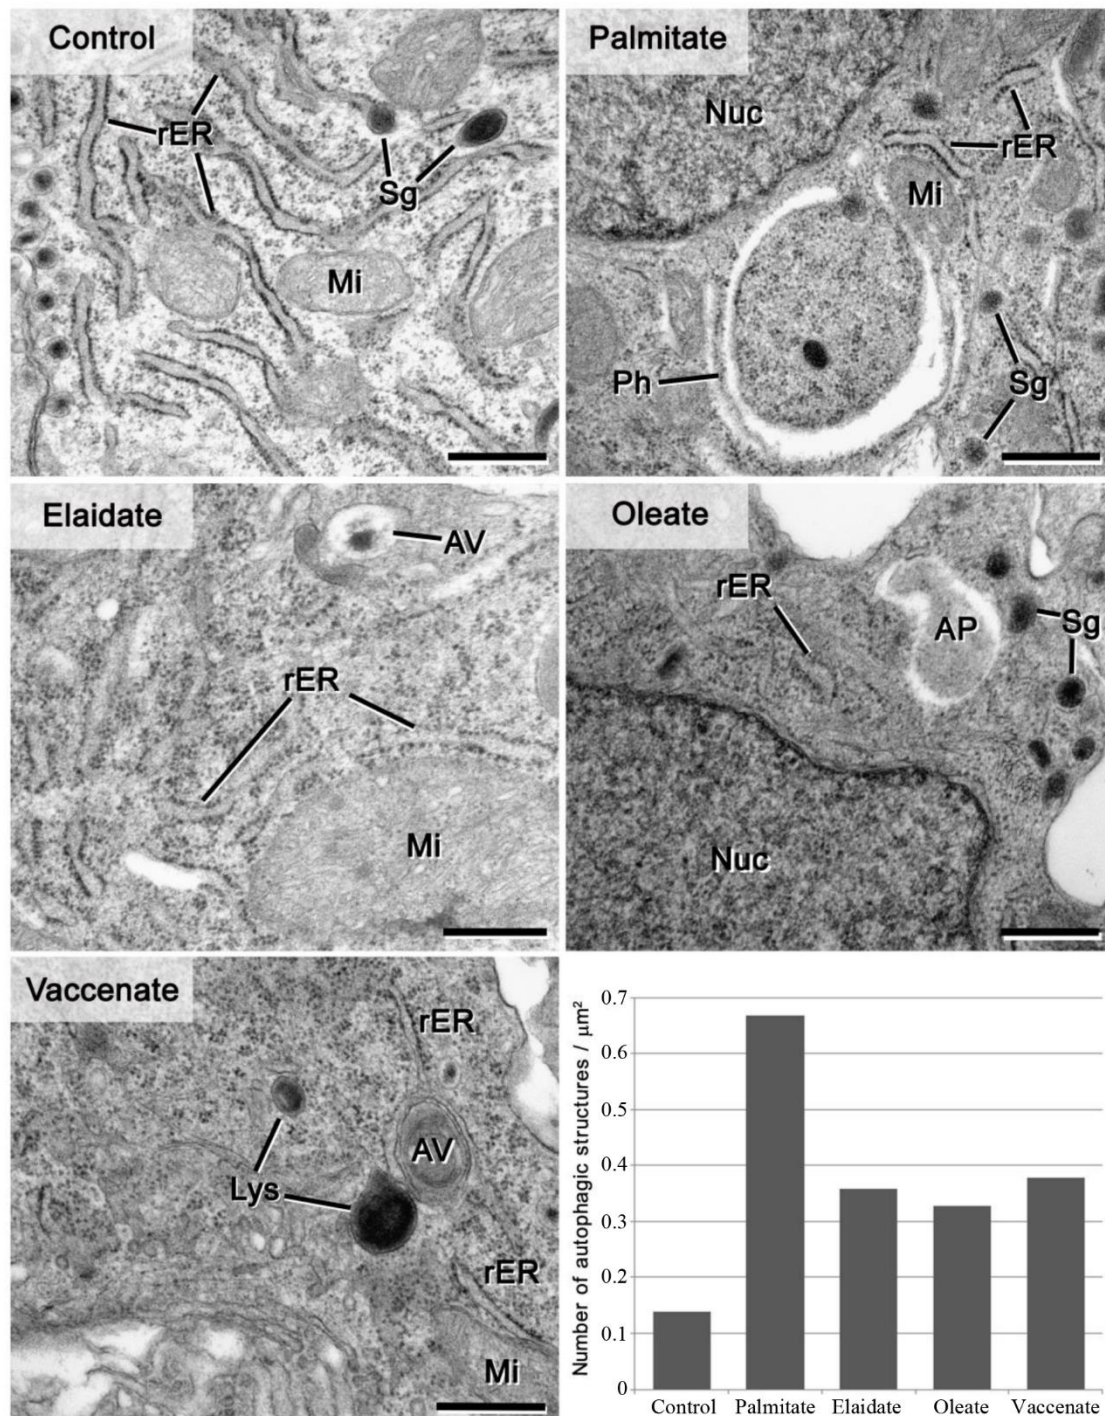 Control
rER
Sg
Mi
Palmitate
Nuc
rER
Mi
Ph
Sg
Elaidate
AV
rER
Mi
Oleate
rER
AP
Sg
Nuc
Vaccenate
rER
AV
Lys
rER
Mi
Number of autophagic structures / µm²
0.7
0.6
0.5
0.4
0.3
0.2
0.1
0
Control Palmitate Elaidate Oleate Vaccenate